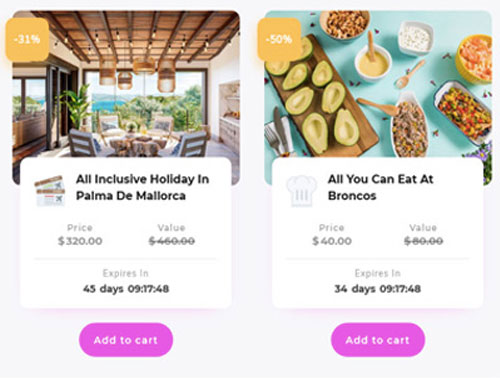 -31%
All Inclusive Holiday In
Palma De Mallorca
Price Value
$320.00 $460.00
Expires In
45 days 09:17:48
Add to cart
-50%
All You Can Eat At
Broncos
Price Value
$40.00 $80.00
Expires In
34 days 09:17:48
Add to cart